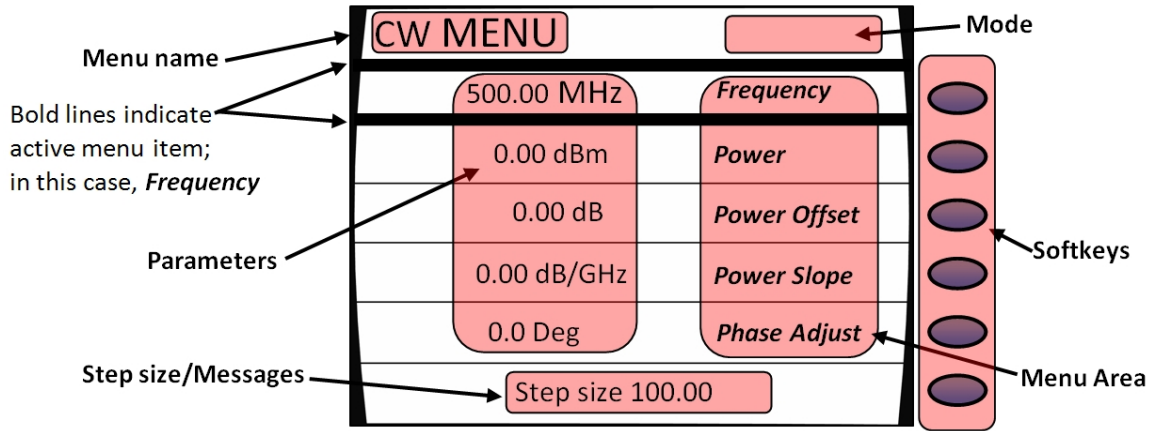 Menu name
Bold lines indicate
active menu item;
in this case, Frequency
Parameters
Step size/Messages
CW MENU
500.00 MHz Frequency
0.00 dBm Power
0.00 dB Power Offset
0.00 dB/GHz Power Slope
0.0 Deg Phase Adjust
Step size 100.00
Mode
Softkeys
Menu Area